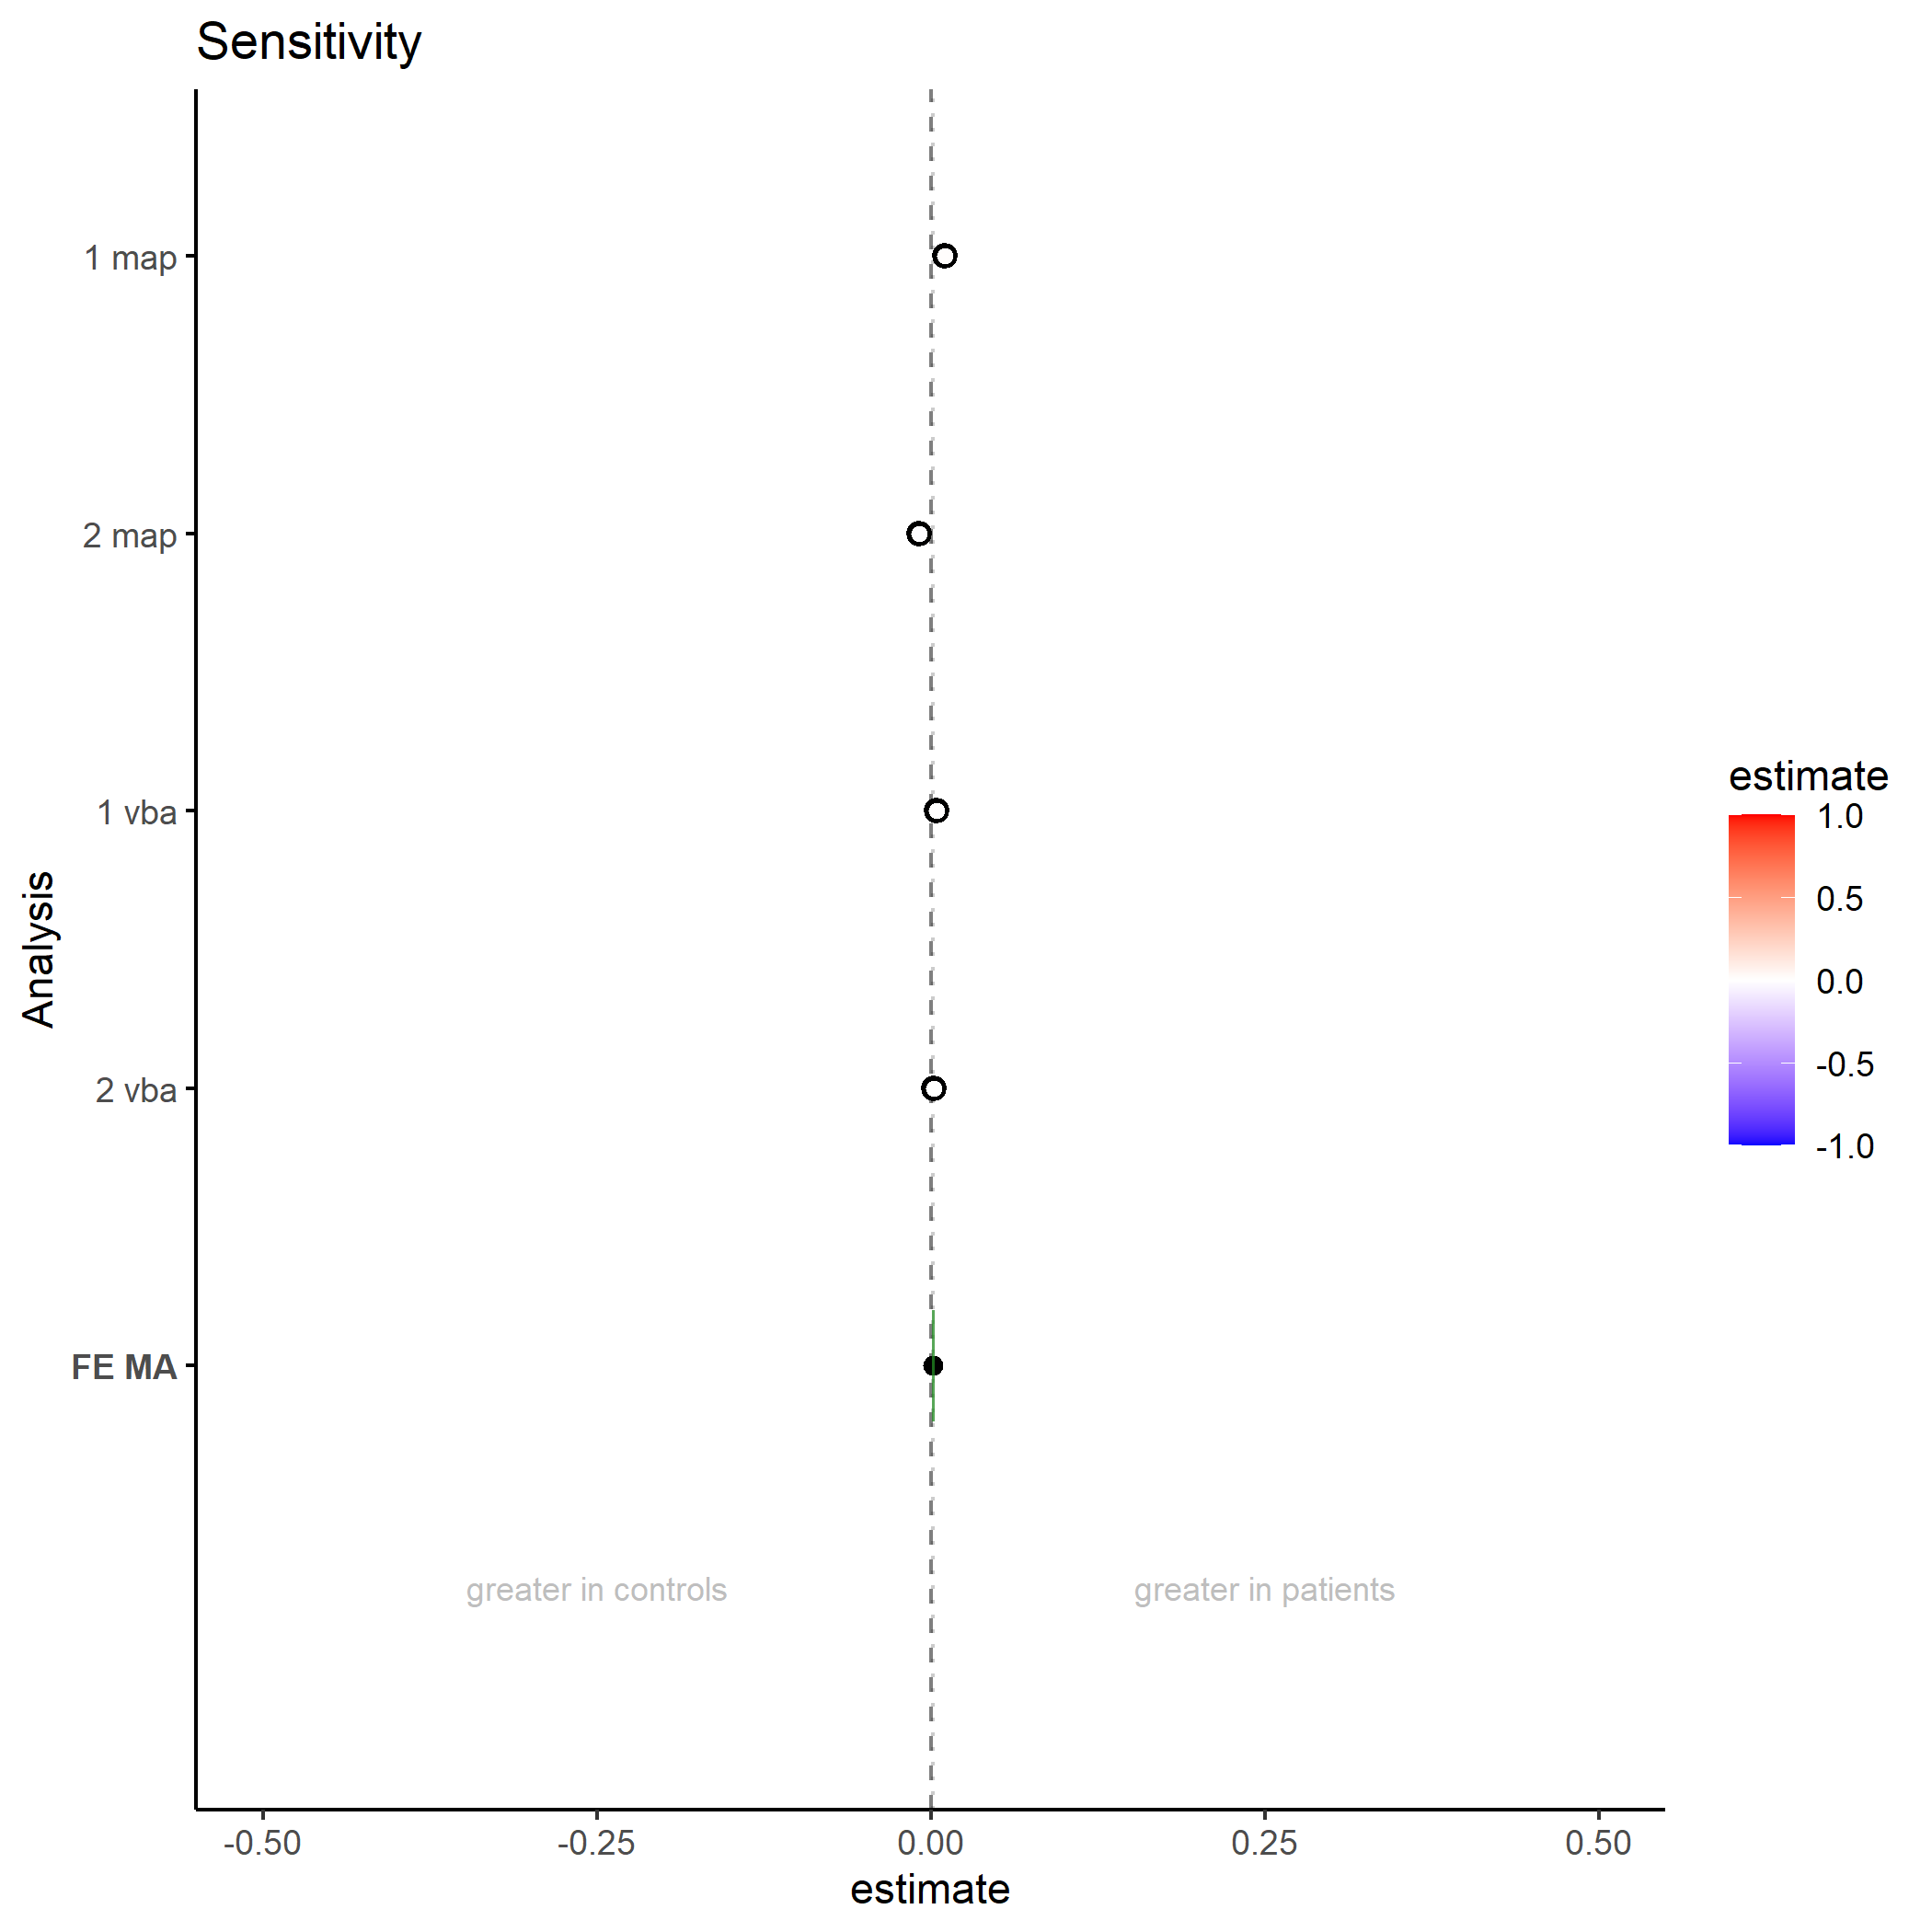 Sensitivity
1 map
2 map
1 vba
2 vba
FE MA
Analysis
greater in controls
greater in patients
-0.50
-0.25
0.00
0.25
0.50
estimate
estimate
1.0
0.5
0.0
-0.5
-1.0